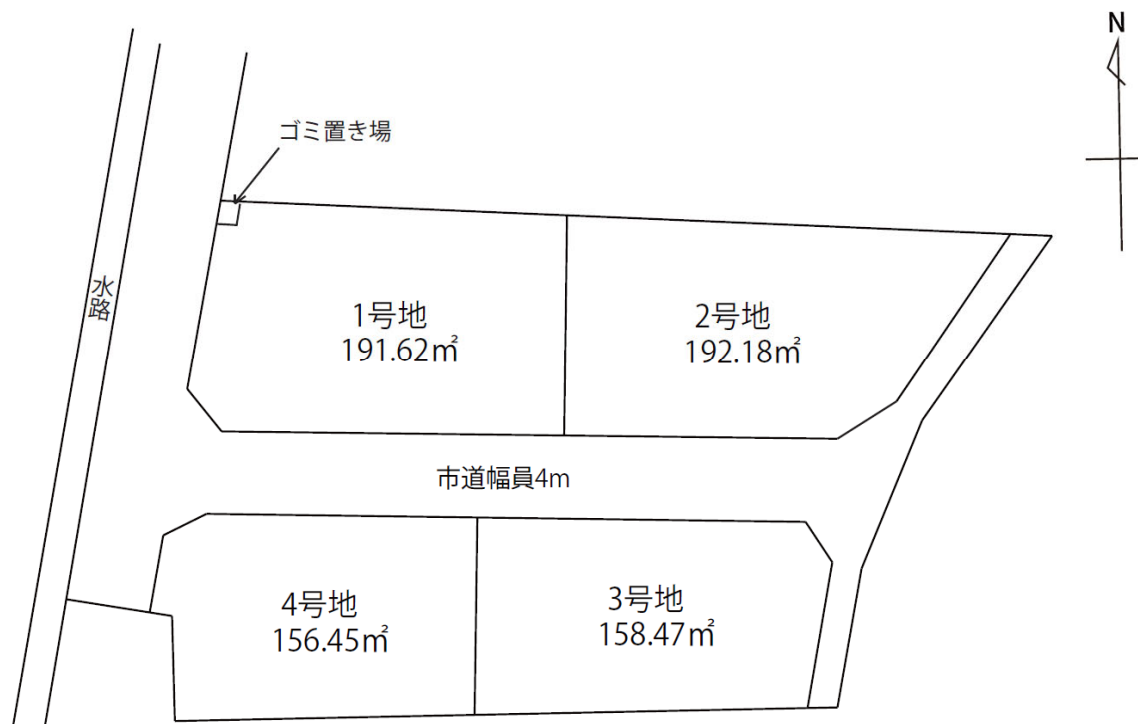 N
ゴミ置き場
水路
1号地
191.62㎡
2号地
192.18㎡
市道幅員4m
4号地
156.45㎡
3号地
158.47㎡